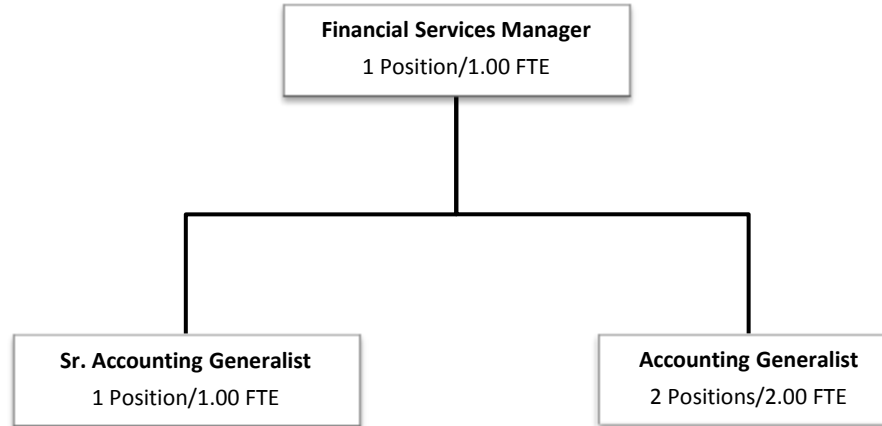 Financial Services Manager
1 Position/1.00 FTE
Sr. Accounting Generalist
1 Position/1.00 FTE
Accounting Generalist
2 Positions/2.00 FTE